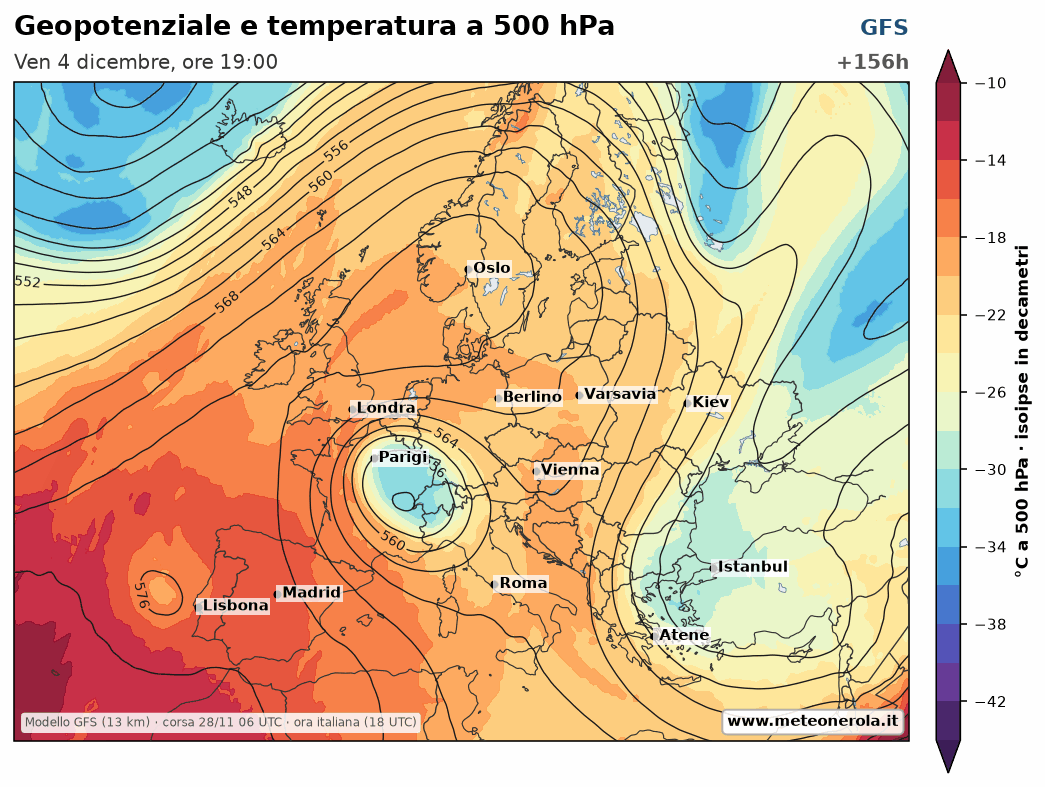 Geopotenziale e temperatura a 500 hPa
GFS
Ven 4 dicembre, ore 19:00
+156h
−10
−14
−18
−22
−26
−30
−34
−38
−42
°C a 500 hPa · isoipse in decametri
556
560
548
564
552
568
Oslo
Berlino
Varsavia
Kiev
Londra
564
Parigi
Vienna
560
Istanbul
Roma
576
Madrid
Lisbona
Atene
Modello GFS (13 km) · corsa 28/11 06 UTC · ora italiana (18 UTC)
www.meteonerola.it